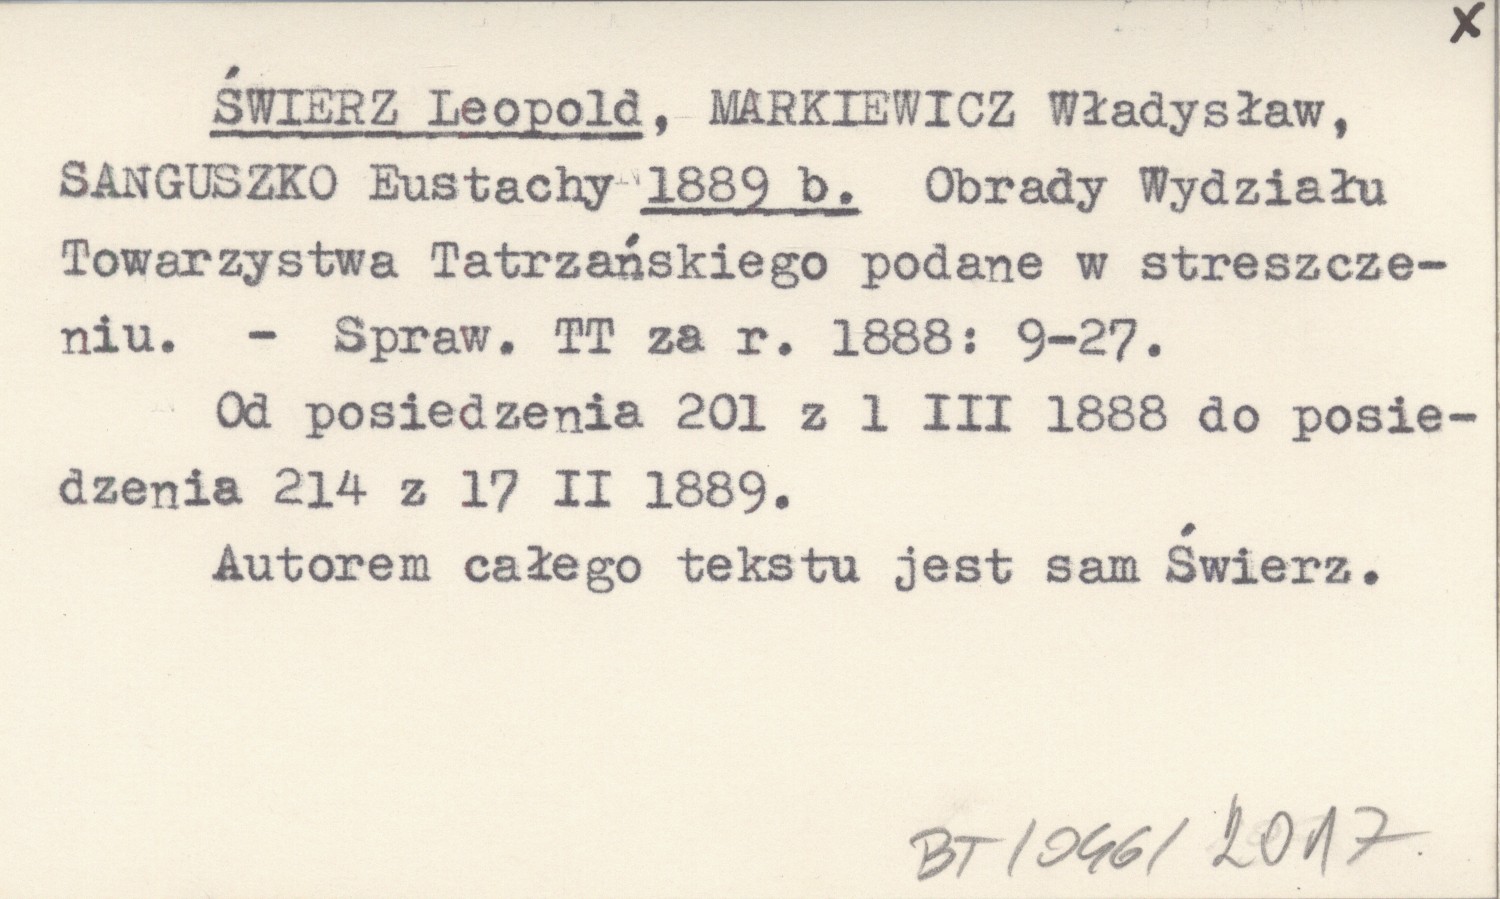 x
ŚWIERZ Leopold, MARKIEWICZ Władysław,
SANGUSZKO Eustachy 1889 b. Obrady Wydziału
Towarzystwa Tatrzańskiego podane w streszcze-
niu. - Spraw. TT za r. 1888: 9-27.
Od posiedzenia 201 z 1 III 1888 do posie-
dzenia 214 z 17 II 1889.
Autorem całego tekstu jest sam Świerz.
BT / 2017